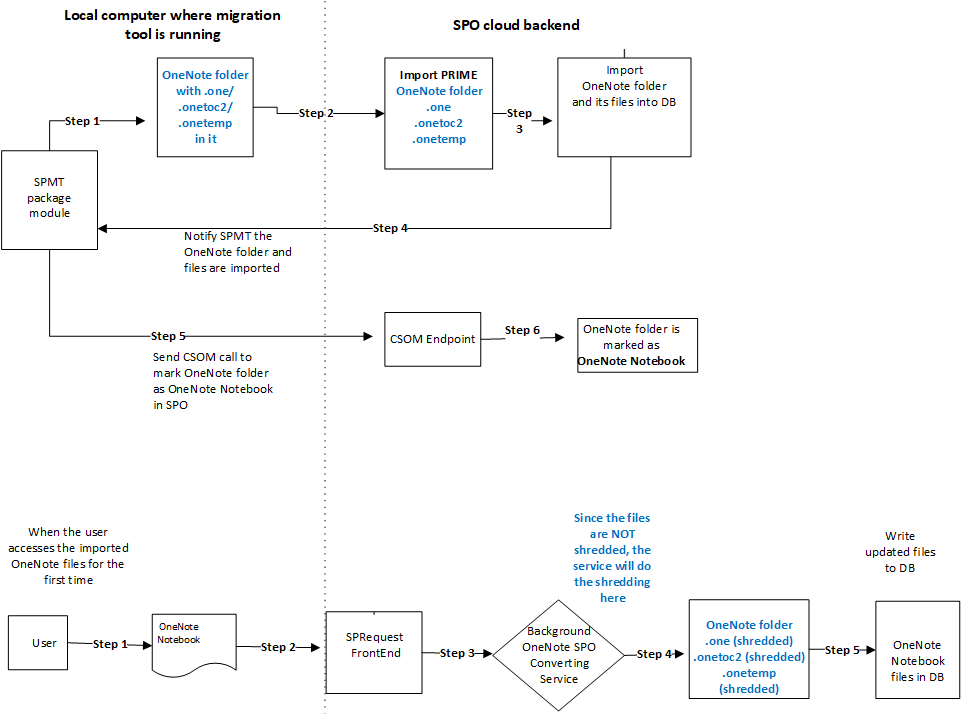 Local computer where migration
tool is running
SPO cloud backend
OneNote folder
with .one/
.onetoc2/
.onetemp
in it
Step 1
Step 2
Import PRIME
OneNote folder
.one
.onetoc2
.onetemp
Step
3
Import
OneNote folder
and its files into DB
SPMT
package
module
Step 4
Notify SPMT the
OneNote folder and
files are imported
Step 5
Send CSOM call to
mark OneNote folder
as OneNote Notebook
in SPO
CSOM Endpoint
Step 6
OneNote folder is
marked as
OneNote Notebook
When the user
accesses the imported
OneNote files for the
first time
Since the files
are NOT
shredded, the
service will do
the shredding
here
Write
updated files
to DB
User
Step 1
OneNote
Notebook
Step 2
SPRequest
FrontEnd
Step 3
Background
OneNote SPO
Converting
Service
Step 4
OneNote folder
.one (shredded)
.onetoc2 (shredded)
.onetemp
(shredded)
Step 5
OneNote
Notebook
files in DB